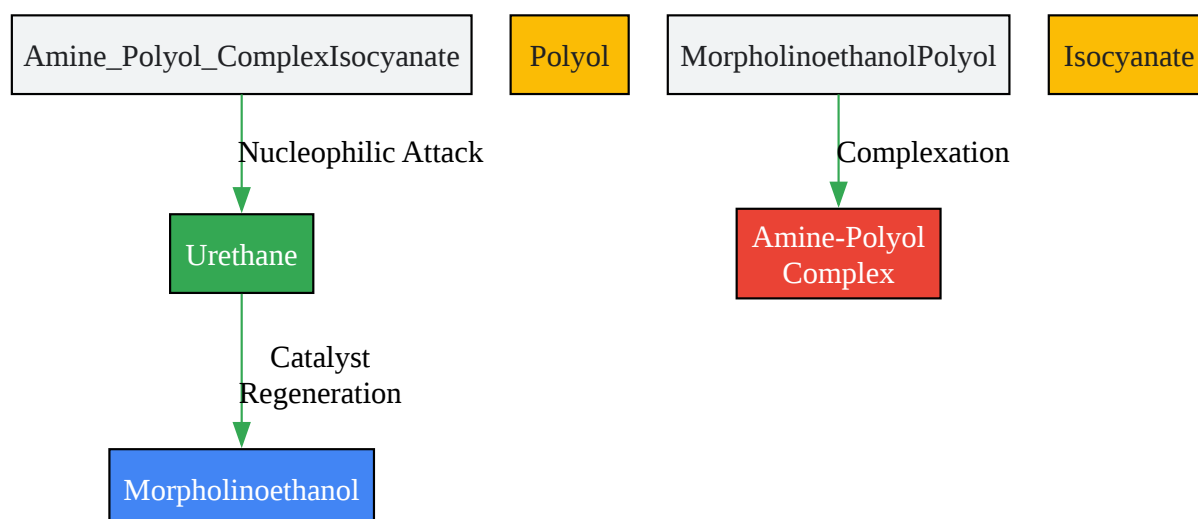 Amine_Polyol_ComplexIsocyanate
Polyol
MorpholinoethanolPolyol
Isocyanate
Nucleophilic Attack
Complexation
Urethane
Amine-Polyol
Complex
Catalyst
Regeneration
Morpholinoethanol